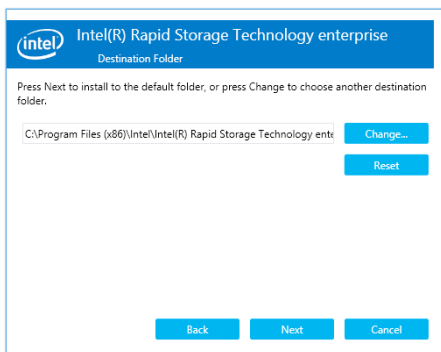 intel
Intel(R) Rapid Storage Technology enterprise
Destination Folder
Press Next to install to the default folder, or press Change to choose another destination
folder.
C:\Program Files (x86)\Intel\Intel(R) Rapid Storage Technology ente
Change...
Reset
Back
Next
Cancel